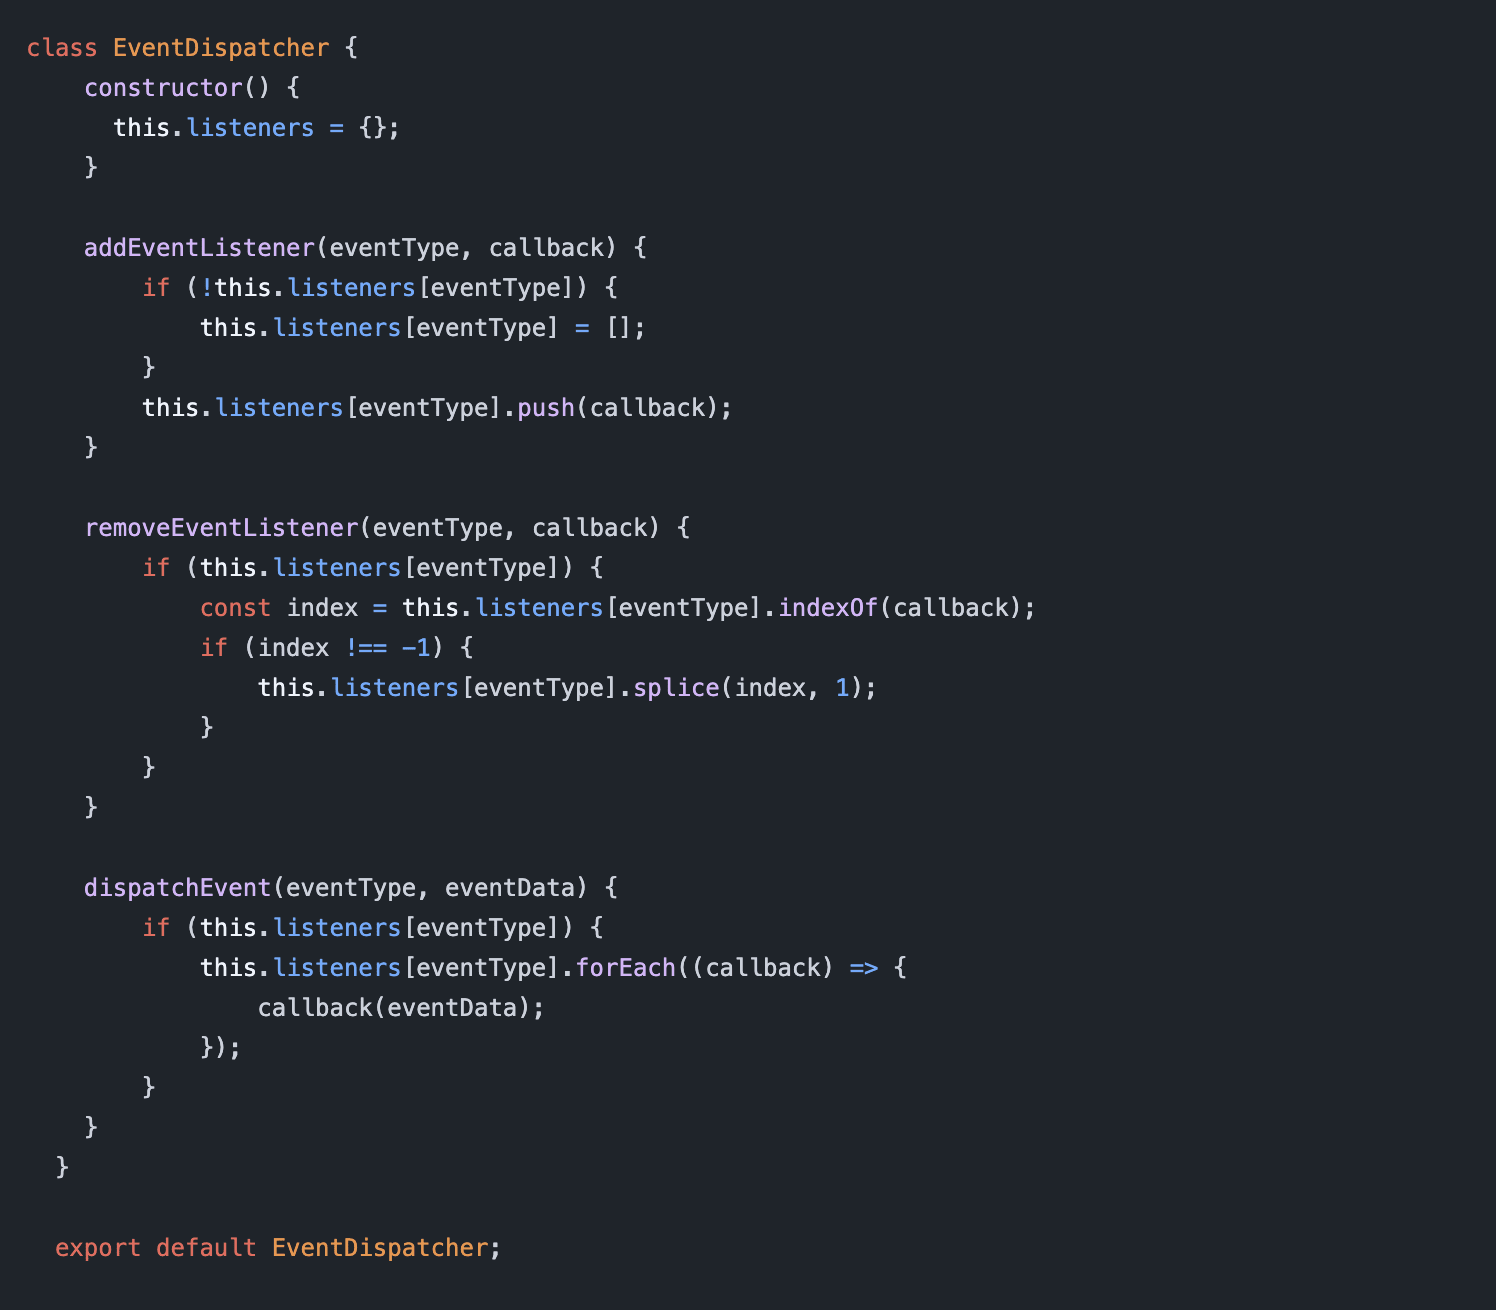 class EventDispatcher {
    constructor() {
      this.listeners = {};
    }

    addEventListener(eventType, callback) {
        if (!this.listeners[eventType]) {
            this.listeners[eventType] = [];
        }
        this.listeners[eventType].push(callback);
    }

    removeEventListener(eventType, callback) {
        if (this.listeners[eventType]) {
            const index = this.listeners[eventType].indexOf(callback);
            if (index !== -1) {
                this.listeners[eventType].splice(index, 1);
            }
        }
    }

    dispatchEvent(eventType, eventData) {
        if (this.listeners[eventType]) {
            this.listeners[eventType].forEach((callback) => {
                callback(eventData);
            });
        }
    }
  }

  export default EventDispatcher;